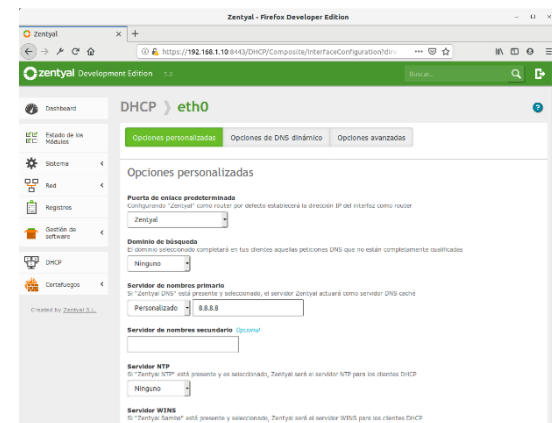 Zentyal - Firefox Developer Edition
Zentyal
https://192.168.1.10:8443/DHCP/Composite/InterfaceConfiguration?dir
zentyal Development Edition 5.0
Buscar...
Dashboard
Estado de los
Módulos
Sistema
Red
Registros
Gestión de
software
DHCP
Cortafuegos
Created by Zentyal S.L.
DHCP eth0
Opciones personalizadas Opciones de DNS dinámico Opciones avanzadas
Opciones personalizadas
Puerta de enlace predeterminada
Configurando "Zentyal" como router por defecto establecerá la dirección IP del interfaz como router
Zentyal
Dominio de búsqueda
El dominio seleccionado completará en tus clientes aquellas peticiones DNS que no están completamente cualificadas
Ninguno
Servidor de nombres primario
Si "Zentyal DNS" está presente y seleccionado, el servidor Zentyal actuará como servidor DNS caché
Personalizado 8.8.8.8
Servidor de nombres secundario Opcional
Servidor NTP
Si "Zentyal NTP" está presente y es seleccionado, Zentyal será el servidor NTP para los clientes DHCP
Ninguno
Servidor WINS
Si "Zentyal Samba" está presente y seleccionado, Zentyal será el servidor WINS para los clientes DHCP